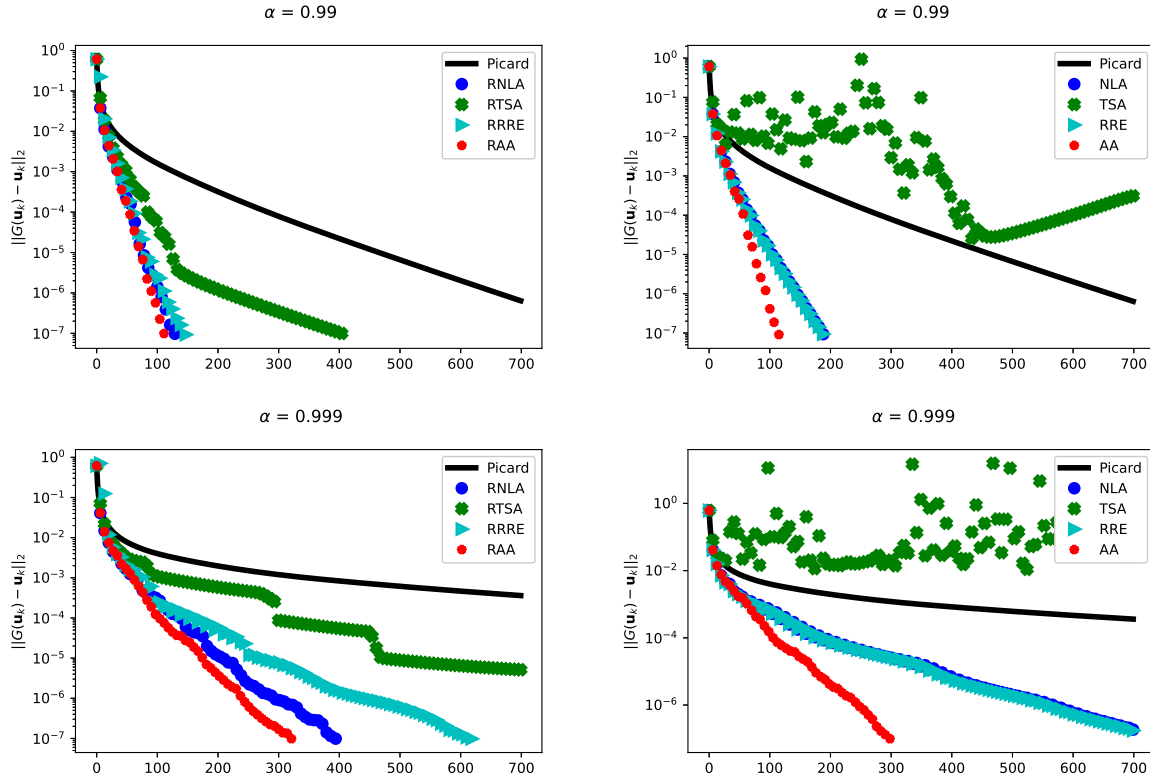 α = 0.99
||G(u_k) − u_k||_2
10^0
10^-1
10^-2
10^-3
10^-4
10^-5
10^-6
10^-7
0 100 200 300 400 500 600 700
Picard
RNLA
RTSA
RRRE
RAA
α = 0.99
||G(u_k) − u_k||_2
10^0
10^-1
10^-2
10^-3
10^-4
10^-5
10^-6
10^-7
0 100 200 300 400 500 600 700
Picard
NLA
TSA
RRE
AA
α = 0.999
||G(u_k) − u_k||_2
10^0
10^-1
10^-2
10^-3
10^-4
10^-5
10^-6
10^-7
0 100 200 300 400 500 600 700
Picard
RNLA
RTSA
RRRE
RAA
α = 0.999
||G(u_k) − u_k||_2
10^0
10^-2
10^-4
10^-6
0 100 200 300 400 500 600 700
Picard
NLA
TSA
RRE
AA